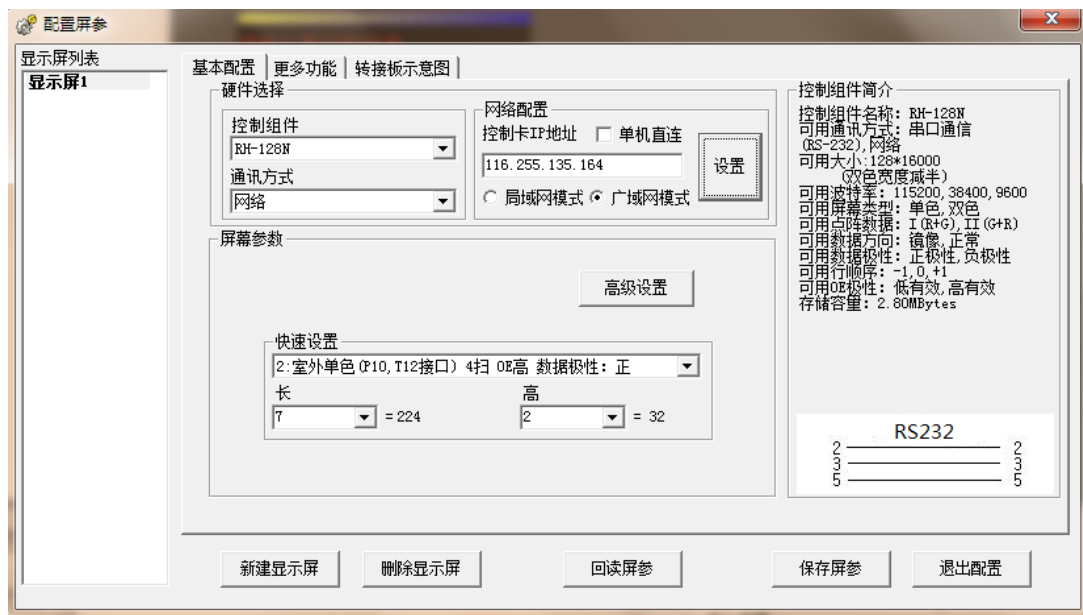 配置屏参
显示屏列表
显示屏1
基本配置
更多功能
转接板示意图
硬件选择
控制组件
RH-128N
通讯方式
网络
网络配置
控制卡IP地址
单机直连
116.255.135.164
局域网模式
广域网模式
设置
屏幕参数
高级设置
快速设置
2:室外单色(P10,T12接口) 4扫 OE高 数据极性: 正
长
高
7
= 224
2
= 32
控制组件简介
控制组件名称: RH-128N
可用通讯方式: 串口通信
(RS-232),网络
可用大小:128*16000
(双色宽度减半)
可用波特率: 115200,38400,9600
可用屏幕类型: 单色,双色
可用点阵数据: I(R+G),II(G+R)
可用数据方向: 镜像,正常
可用数据极性: 正极性,负极性
可用行顺序: -1,0,+1
可用OE极性: 低有效,高有效
存储容量: 2.80MBytes
RS232
2 2
3 3
5 5
新建显示屏
删除显示屏
回读屏参
保存屏参
退出配置